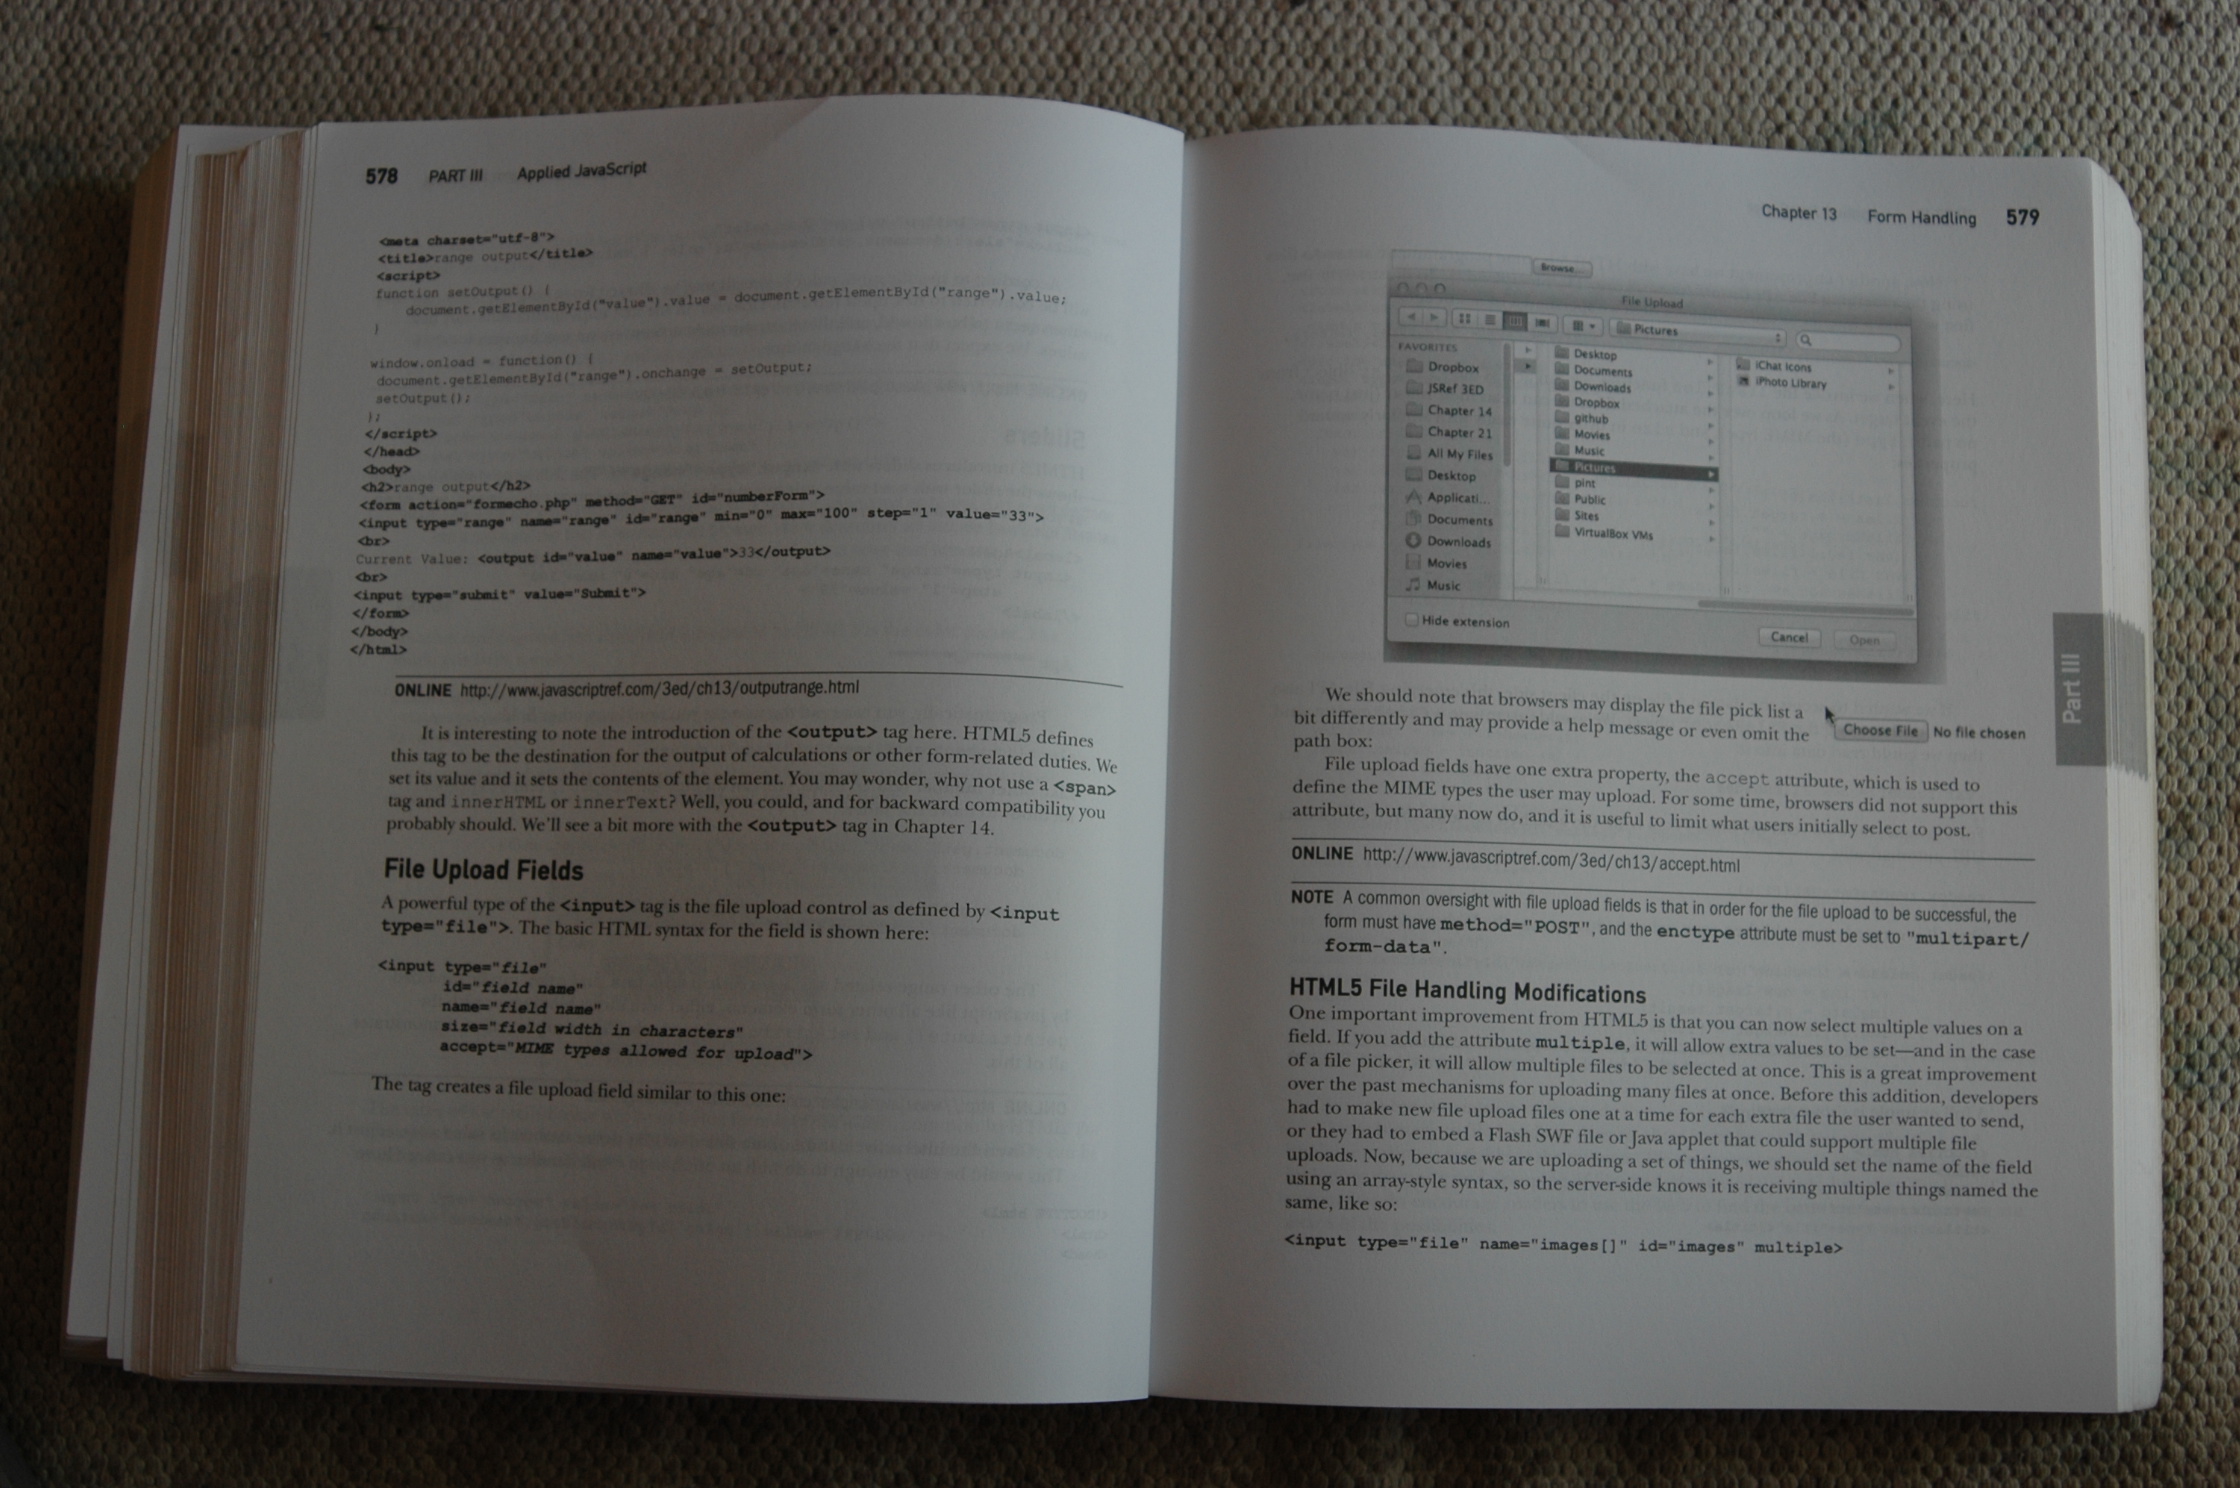 578 PART III Applied JavaScript
<meta charset="utf-8">
<title>range output</title>
<script>
function setOutput() {
document.getElementById("value").value = document.getElementById("range").value;
}
window.onload = function() {
document.getElementById("range").onchange = setOutput;
setOutput();
};
</script>
</head>
<body>
<h2>range output</h2>
<form action="formecho.php" method="GET" id="numberForm">
<input type="range" name="range" id="range" min="0" max="100" step="1" value="33">
<br>
Current Value: <output id="value" name="value">33</output>
<br>
<input type="submit" value="Submit">
</form>
</body>
</html>
ONLINE http://www.javascriptref.com/3ed/ch13/outputrange.html
It is interesting to note the introduction of the <output> tag here. HTML5 defines
this tag to be the destination for the output of calculations or other form-related duties. We
set its value and it sets the contents of the element. You may wonder, why not use a <span>
tag and innerHTML or innerText? Well, you could, and for backward compatibility you
probably should. We'll see a bit more with the <output> tag in Chapter 14.
File Upload Fields
A powerful type of the <input> tag is the file upload control as defined by <input
type="file">. The basic HTML syntax for the field is shown here:
<input type="file"
id="field name"
name="field name"
size="field width in characters"
accept="MIME types allowed for upload">
The tag creates a file upload field similar to this one:
Chapter 13 Form Handling 579
Browse...
File Upload
Pictures
FAVORITES
Dropbox
JSRef 3ED
Chapter 14
Chapter 21
All My Files
Desktop
Applicati...
Documents
Downloads
Movies
Music
Desktop
Documents
Downloads
Dropbox
github
Movies
Music
Pictures
pint
Public
Sites
VirtualBox VMs
iChat Icons
iPhoto Library
Hide extension
Cancel
Open
Part III
We should note that browsers may display the file pick list a
bit differently and may provide a help message or even omit the
path box:
Choose File No file chosen
File upload fields have one extra property, the accept attribute, which is used to
define the MIME types the user may upload. For some time, browsers did not support this
attribute, but many now do, and it is useful to limit what users initially select to post.
ONLINE http://www.javascriptref.com/3ed/ch13/accept.html
NOTE A common oversight with file upload fields is that in order for the file upload to be successful, the
form must have method="POST", and the enctype attribute must be set to "multipart/
form-data".
HTML5 File Handling Modifications
One important improvement from HTML5 is that you can now select multiple values on a
field. If you add the attribute multiple, it will allow extra values to be set—and in the case
of a file picker, it will allow multiple files to be selected at once. This is a great improvement
over the past mechanisms for uploading many files at once. Before this addition, developers
had to make new file upload files one at a time for each extra file the user wanted to send,
or they had to embed a Flash SWF file or Java applet that could support multiple file
uploads. Now, because we are uploading a set of things, we should set the name of the field
using an array-style syntax, so the server-side knows it is receiving multiple things named the
same, like so:
<input type="file" name="images[]" id="images" multiple>